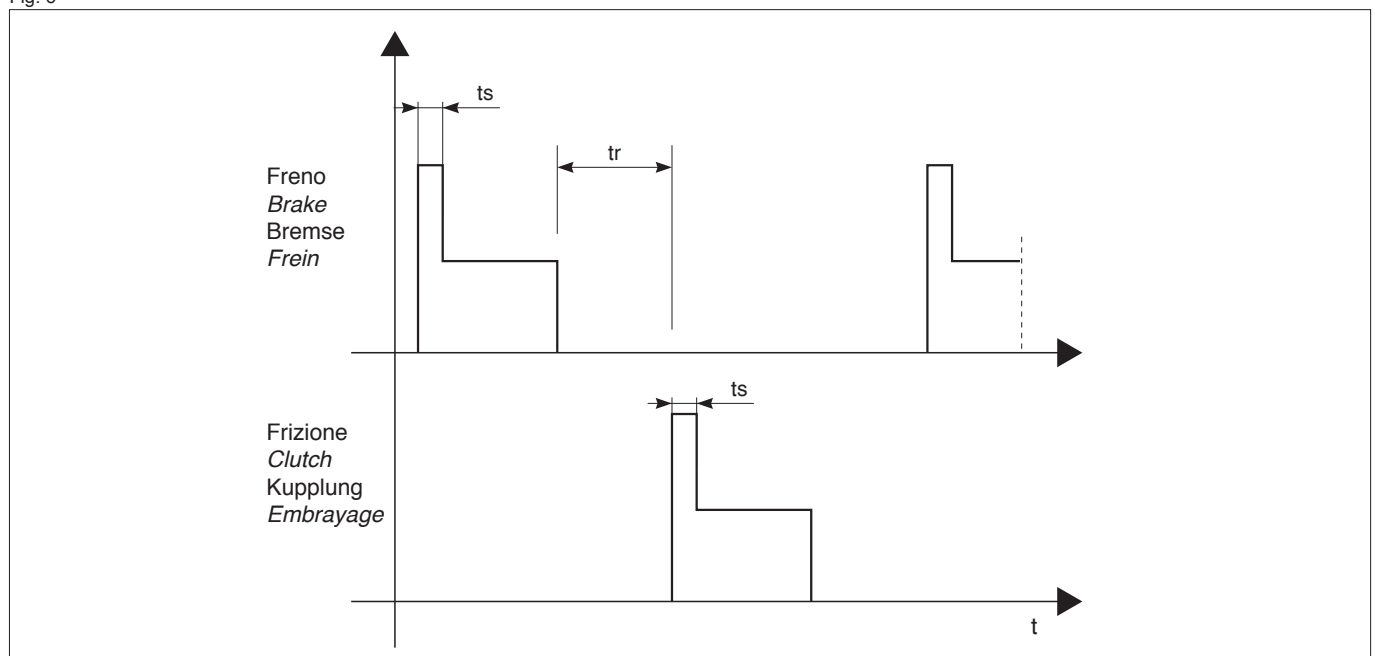 ts
tr
Freno
Brake
Bremse
Frein
ts
Frizione
Clutch
Kupplung
Embrayage
t